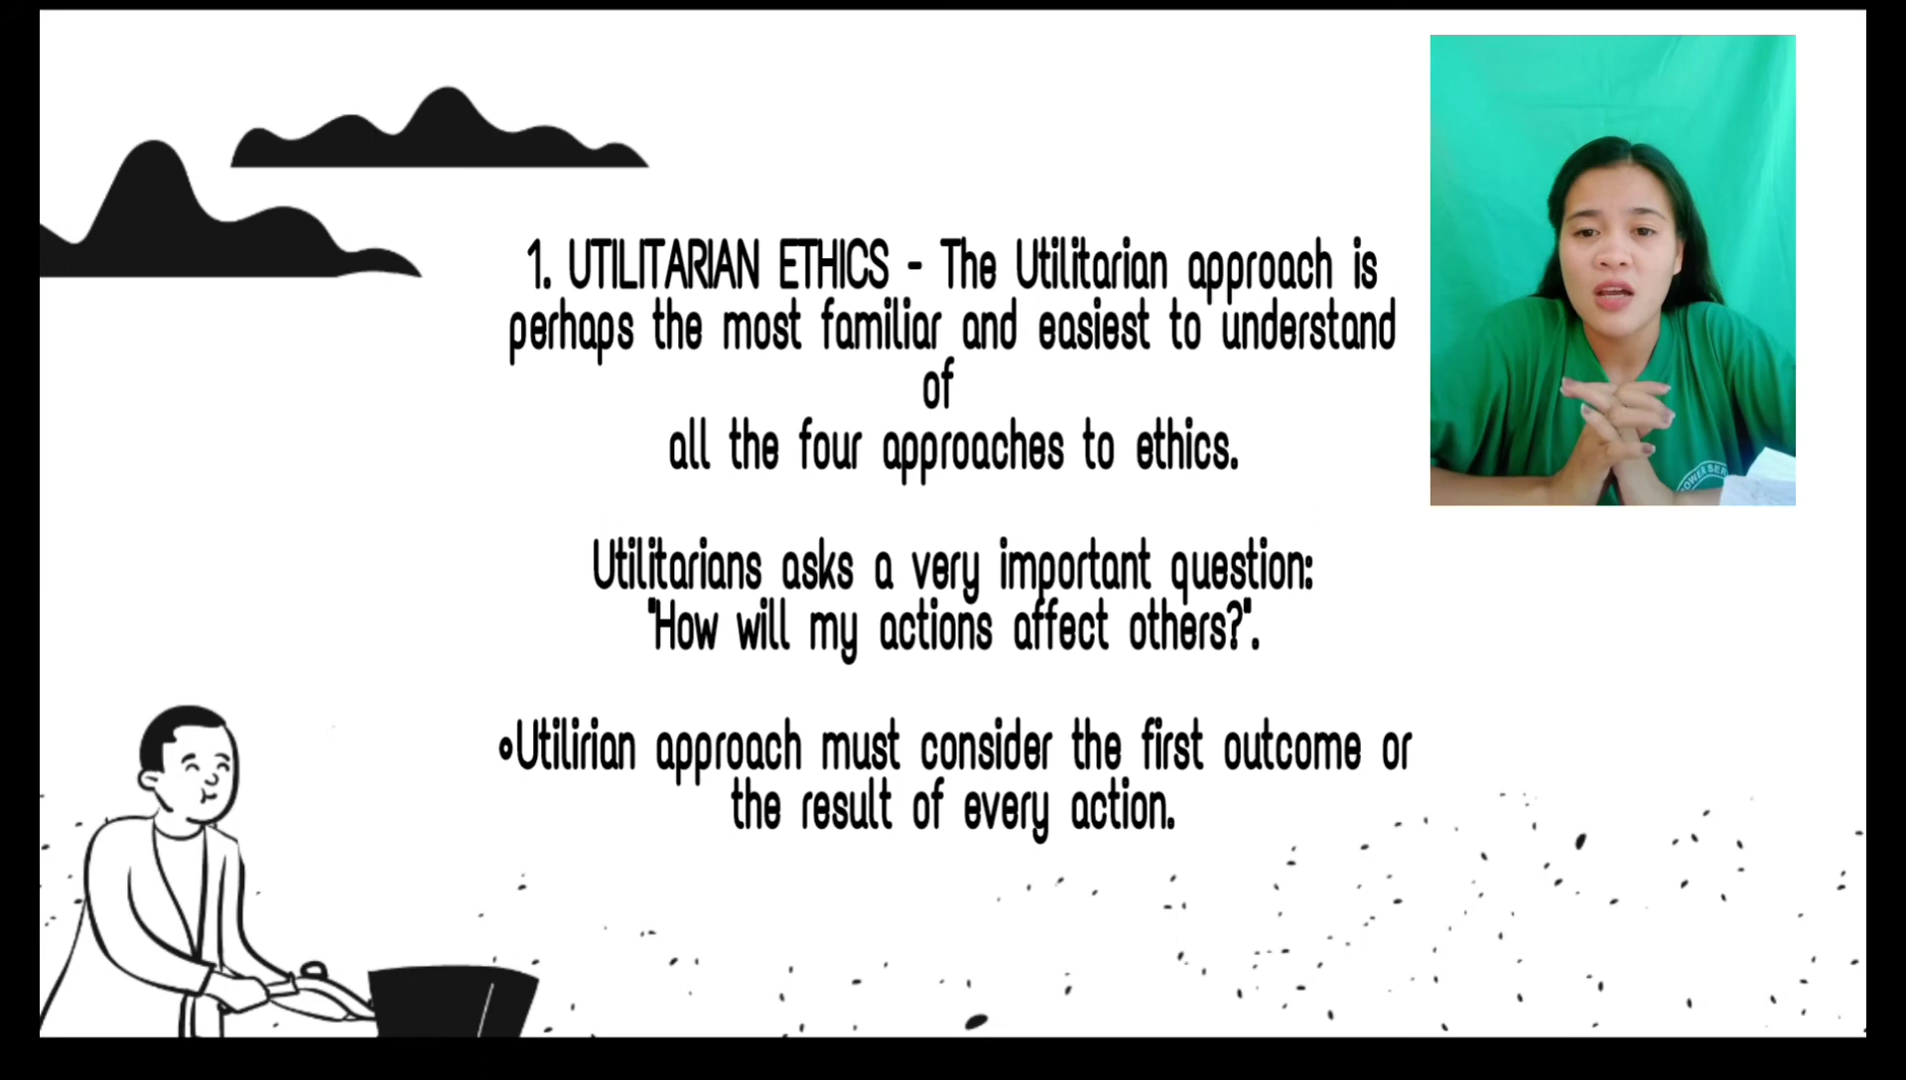 1. UTILITARIAN ETHICS - The Utilitarian approach is
perhaps the most familiar and easiest to understand
of
all the four approaches to ethics.
Utilitarians asks a very important question:
"How will my actions affect others?".
•Utilirian approach must consider the first outcome or
the result of every action.